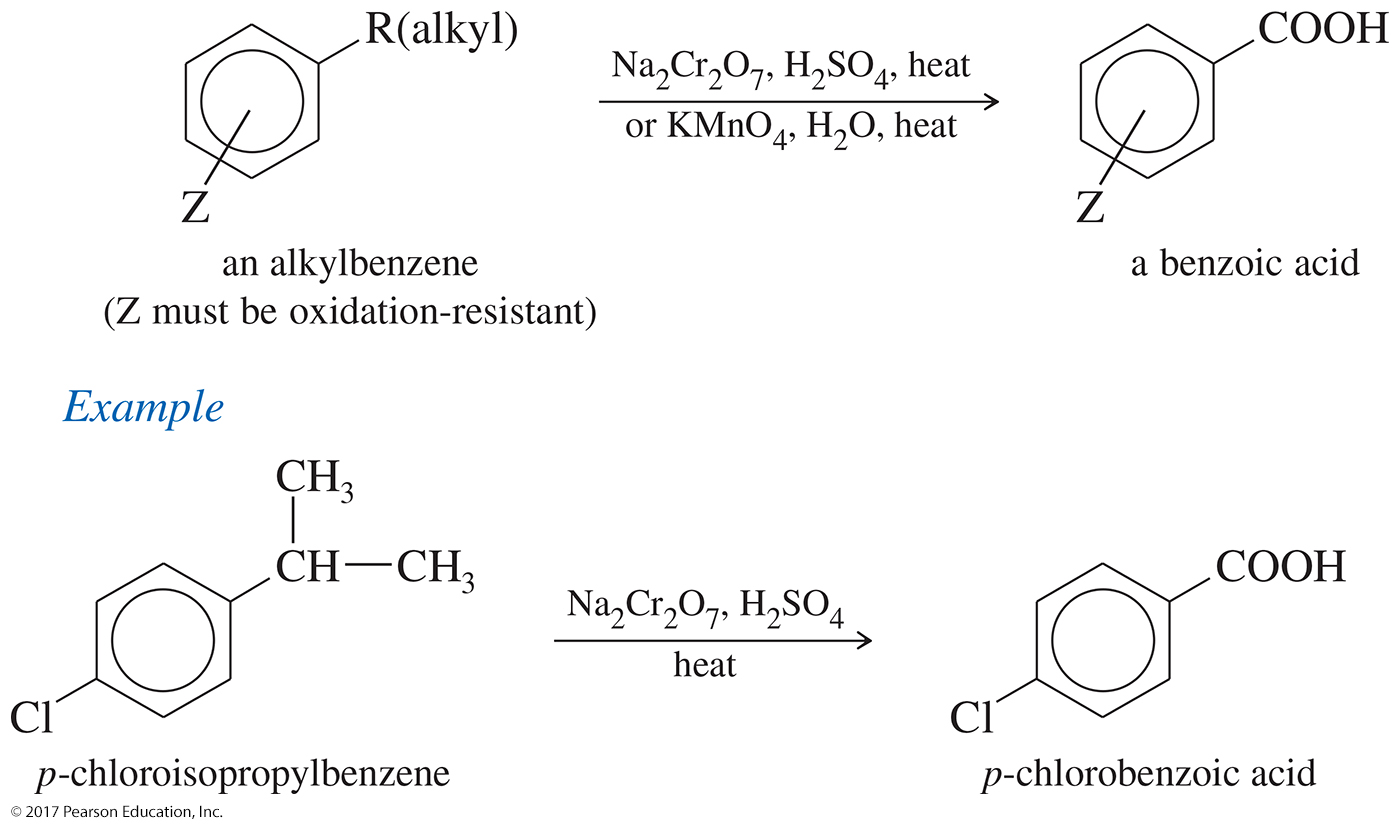 R(alkyl)
COOH
Na₂Cr₂O₇, H₂SO₄, heat
or KMnO₄, H₂O, heat
Z
Z
an alkylbenzene
a benzoic acid
(Z must be oxidation-resistant)
Example
CH₃
CH—CH₃
COOH
Na₂Cr₂O₇, H₂SO₄
heat
Cl
Cl
p-chloroisopropylbenzene
p-chlorobenzoic acid
© 2017 Pearson Education, Inc.